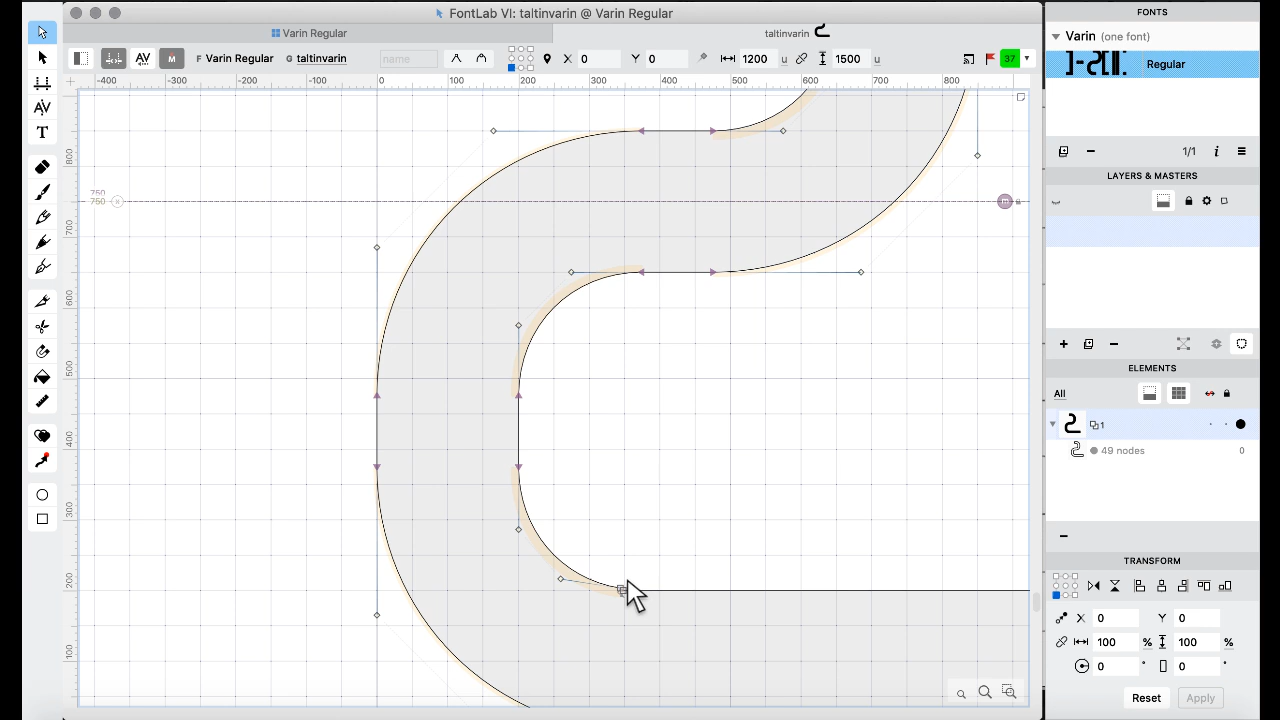 FontLab VI: taltinvarin @ Varin Regular
FONTS
Varin Regular
taltinvarin
Varin (one font)
F Varin Regular G taltinvarin name X 0 Y 0 1200 u 1500 u 37
Regular
-400 -300 -200 -100 0 100 200 300 400 500 600 700 800
1/1 i
LAYERS & MASTERS
800
750
750
m
700
600
500
400
300
200
100
ELEMENTS
All
1
49 nodes 0
TRANSFORM
X 0 Y 0
100 % 100 %
0 ° 0 °
Reset Apply